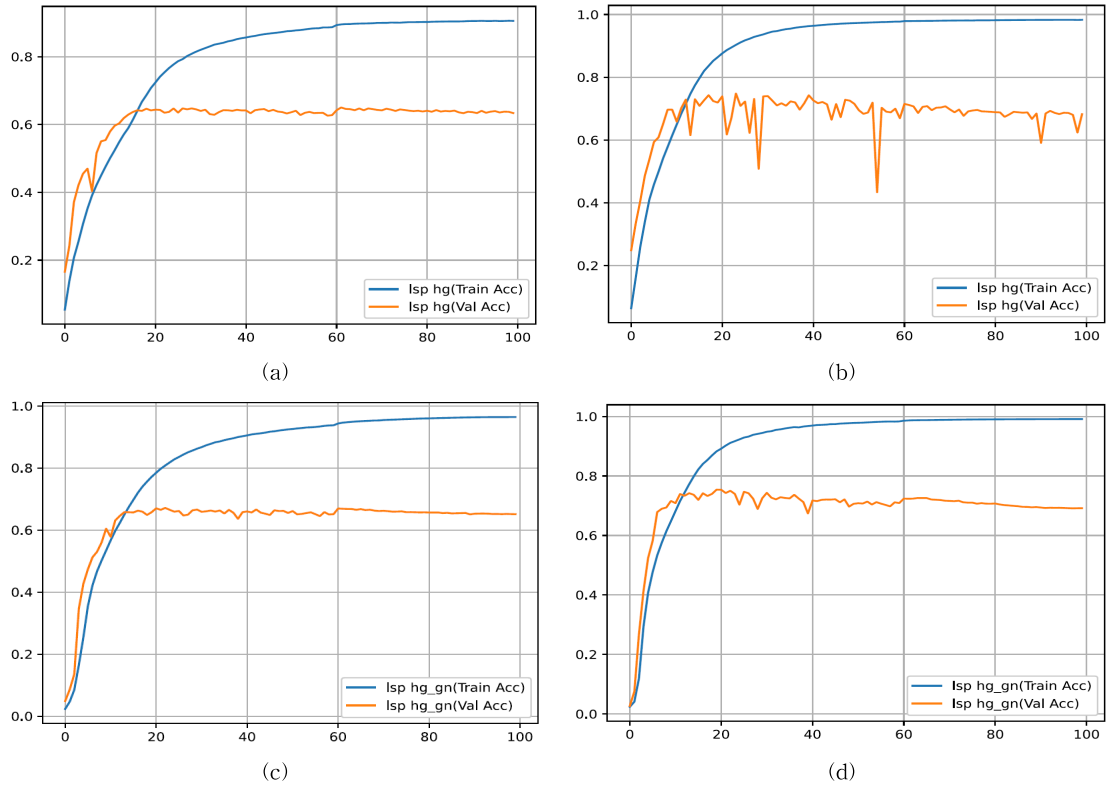 0.8
0.6
0.4
0.2
lsp hg(Train Acc)
lsp hg(Val Acc)
0 20 40 60 80 100
(a)
1.0
0.8
0.6
0.4
0.2
lsp hg(Train Acc)
lsp hg(Val Acc)
0 20 40 60 80 100
(b)
1.0
0.8
0.6
0.4
0.2
0.0
lsp hg_gn(Train Acc)
lsp hg_gn(Val Acc)
0 20 40 60 80 100
(c)
1.0
0.8
0.6
0.4
0.2
0.0
lsp hg_gn(Train Acc)
lsp hg_gn(Val Acc)
0 20 40 60 80 100
(d)